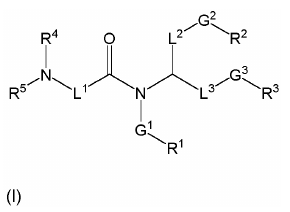 G²
R⁴ O L² R²
N G³
R⁵ L¹ N L³ R³
G¹
R¹
(I)